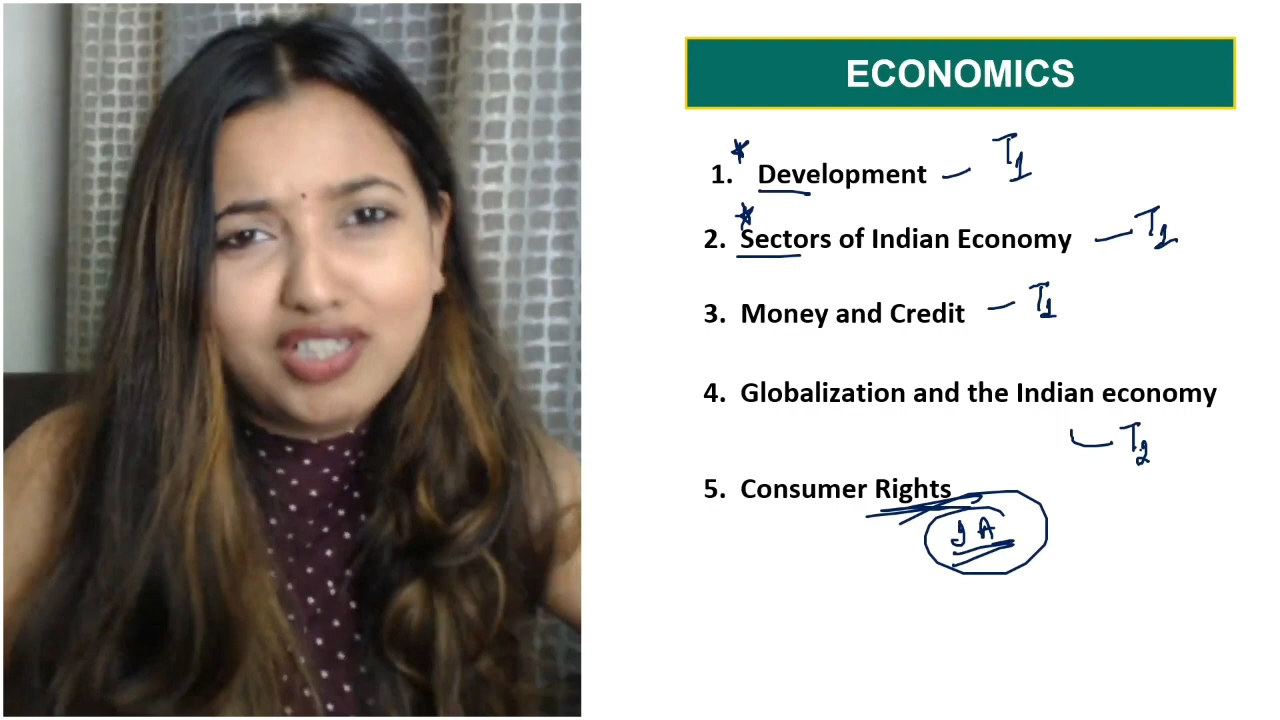 ECONOMICS
1. * Development - T1
2. * Sectors of Indian Economy - T1
3. Money and Credit - T1
4. Globalization and the Indian economy
- T2
5. Consumer Rights